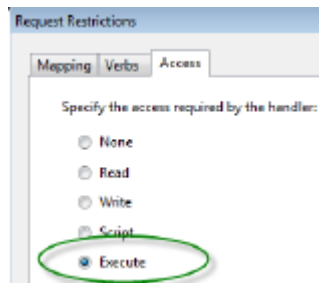 Request Restrictions
Mapping Verbs Access
Specify the access required by the handler:
None
Read
Write
Script
Execute